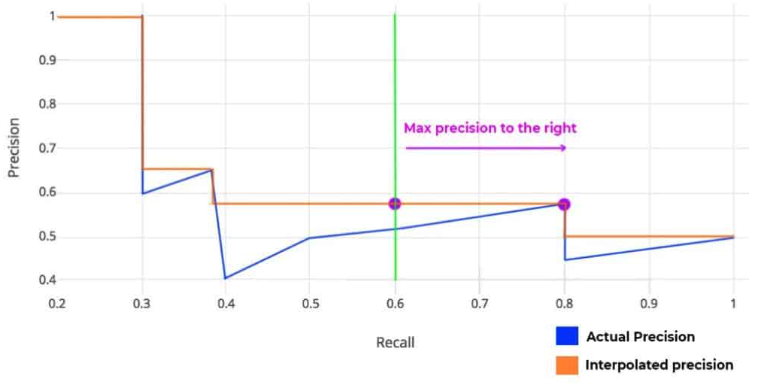 1
0.9
0.8
Max precision to the right
0.7
0.6
0.5
0.4
Precision
0.2 0.3 0.4 0.5 0.6 0.7 0.8 0.9 1
Recall
Actual Precision
Interpolated precision